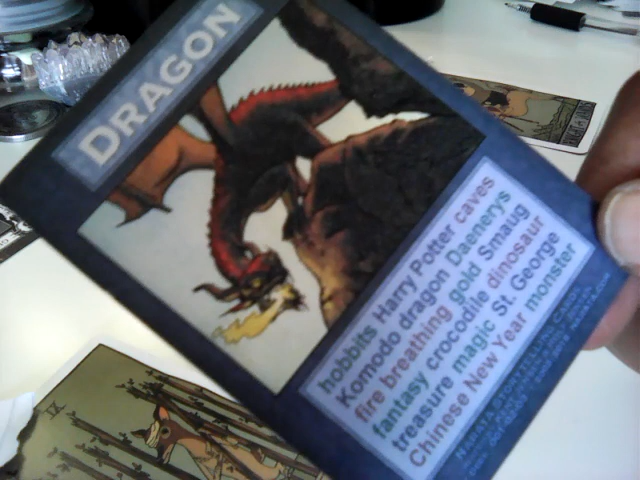 DRAGON
hobbits Harry Potter caves
Komodo dragon Daenerys
fire breathing gold Smaug
fantasy crocodile dinosaur
treasure magic St. George
Chinese New Year monster
IX